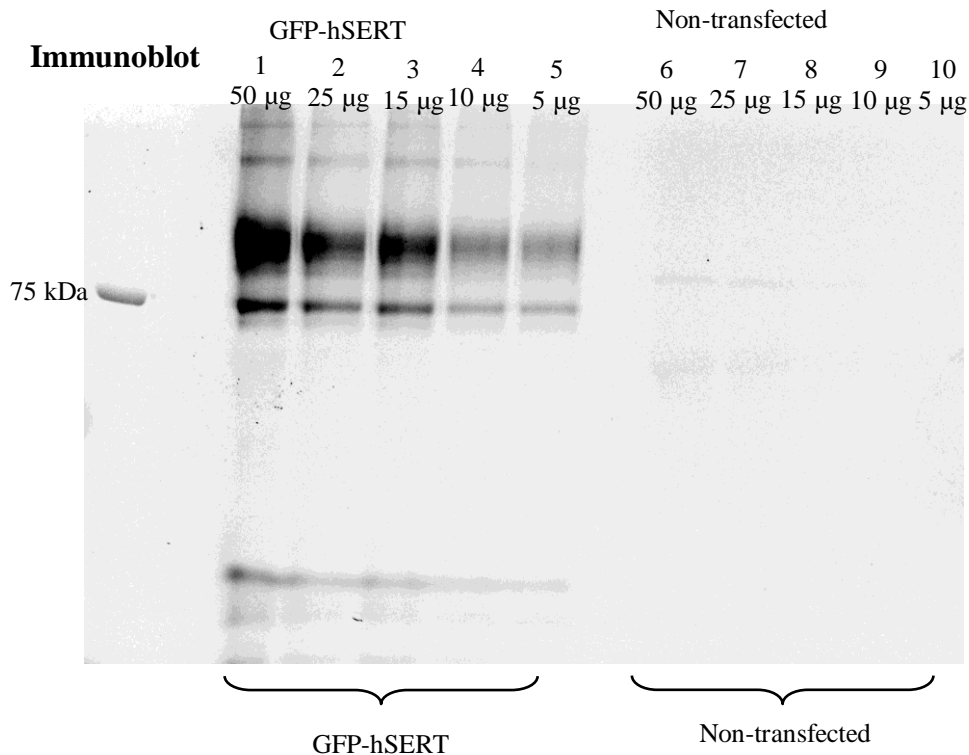 GFP-hSERT Non-transfected
Immunoblot
1 2 3 4 5 6 7 8 9 10
50 µg 25 µg 15 µg 10 µg 5 µg 50 µg 25 µg 15 µg 10 µg 5 µg
75 kDa
GFP-hSERT Non-transfected